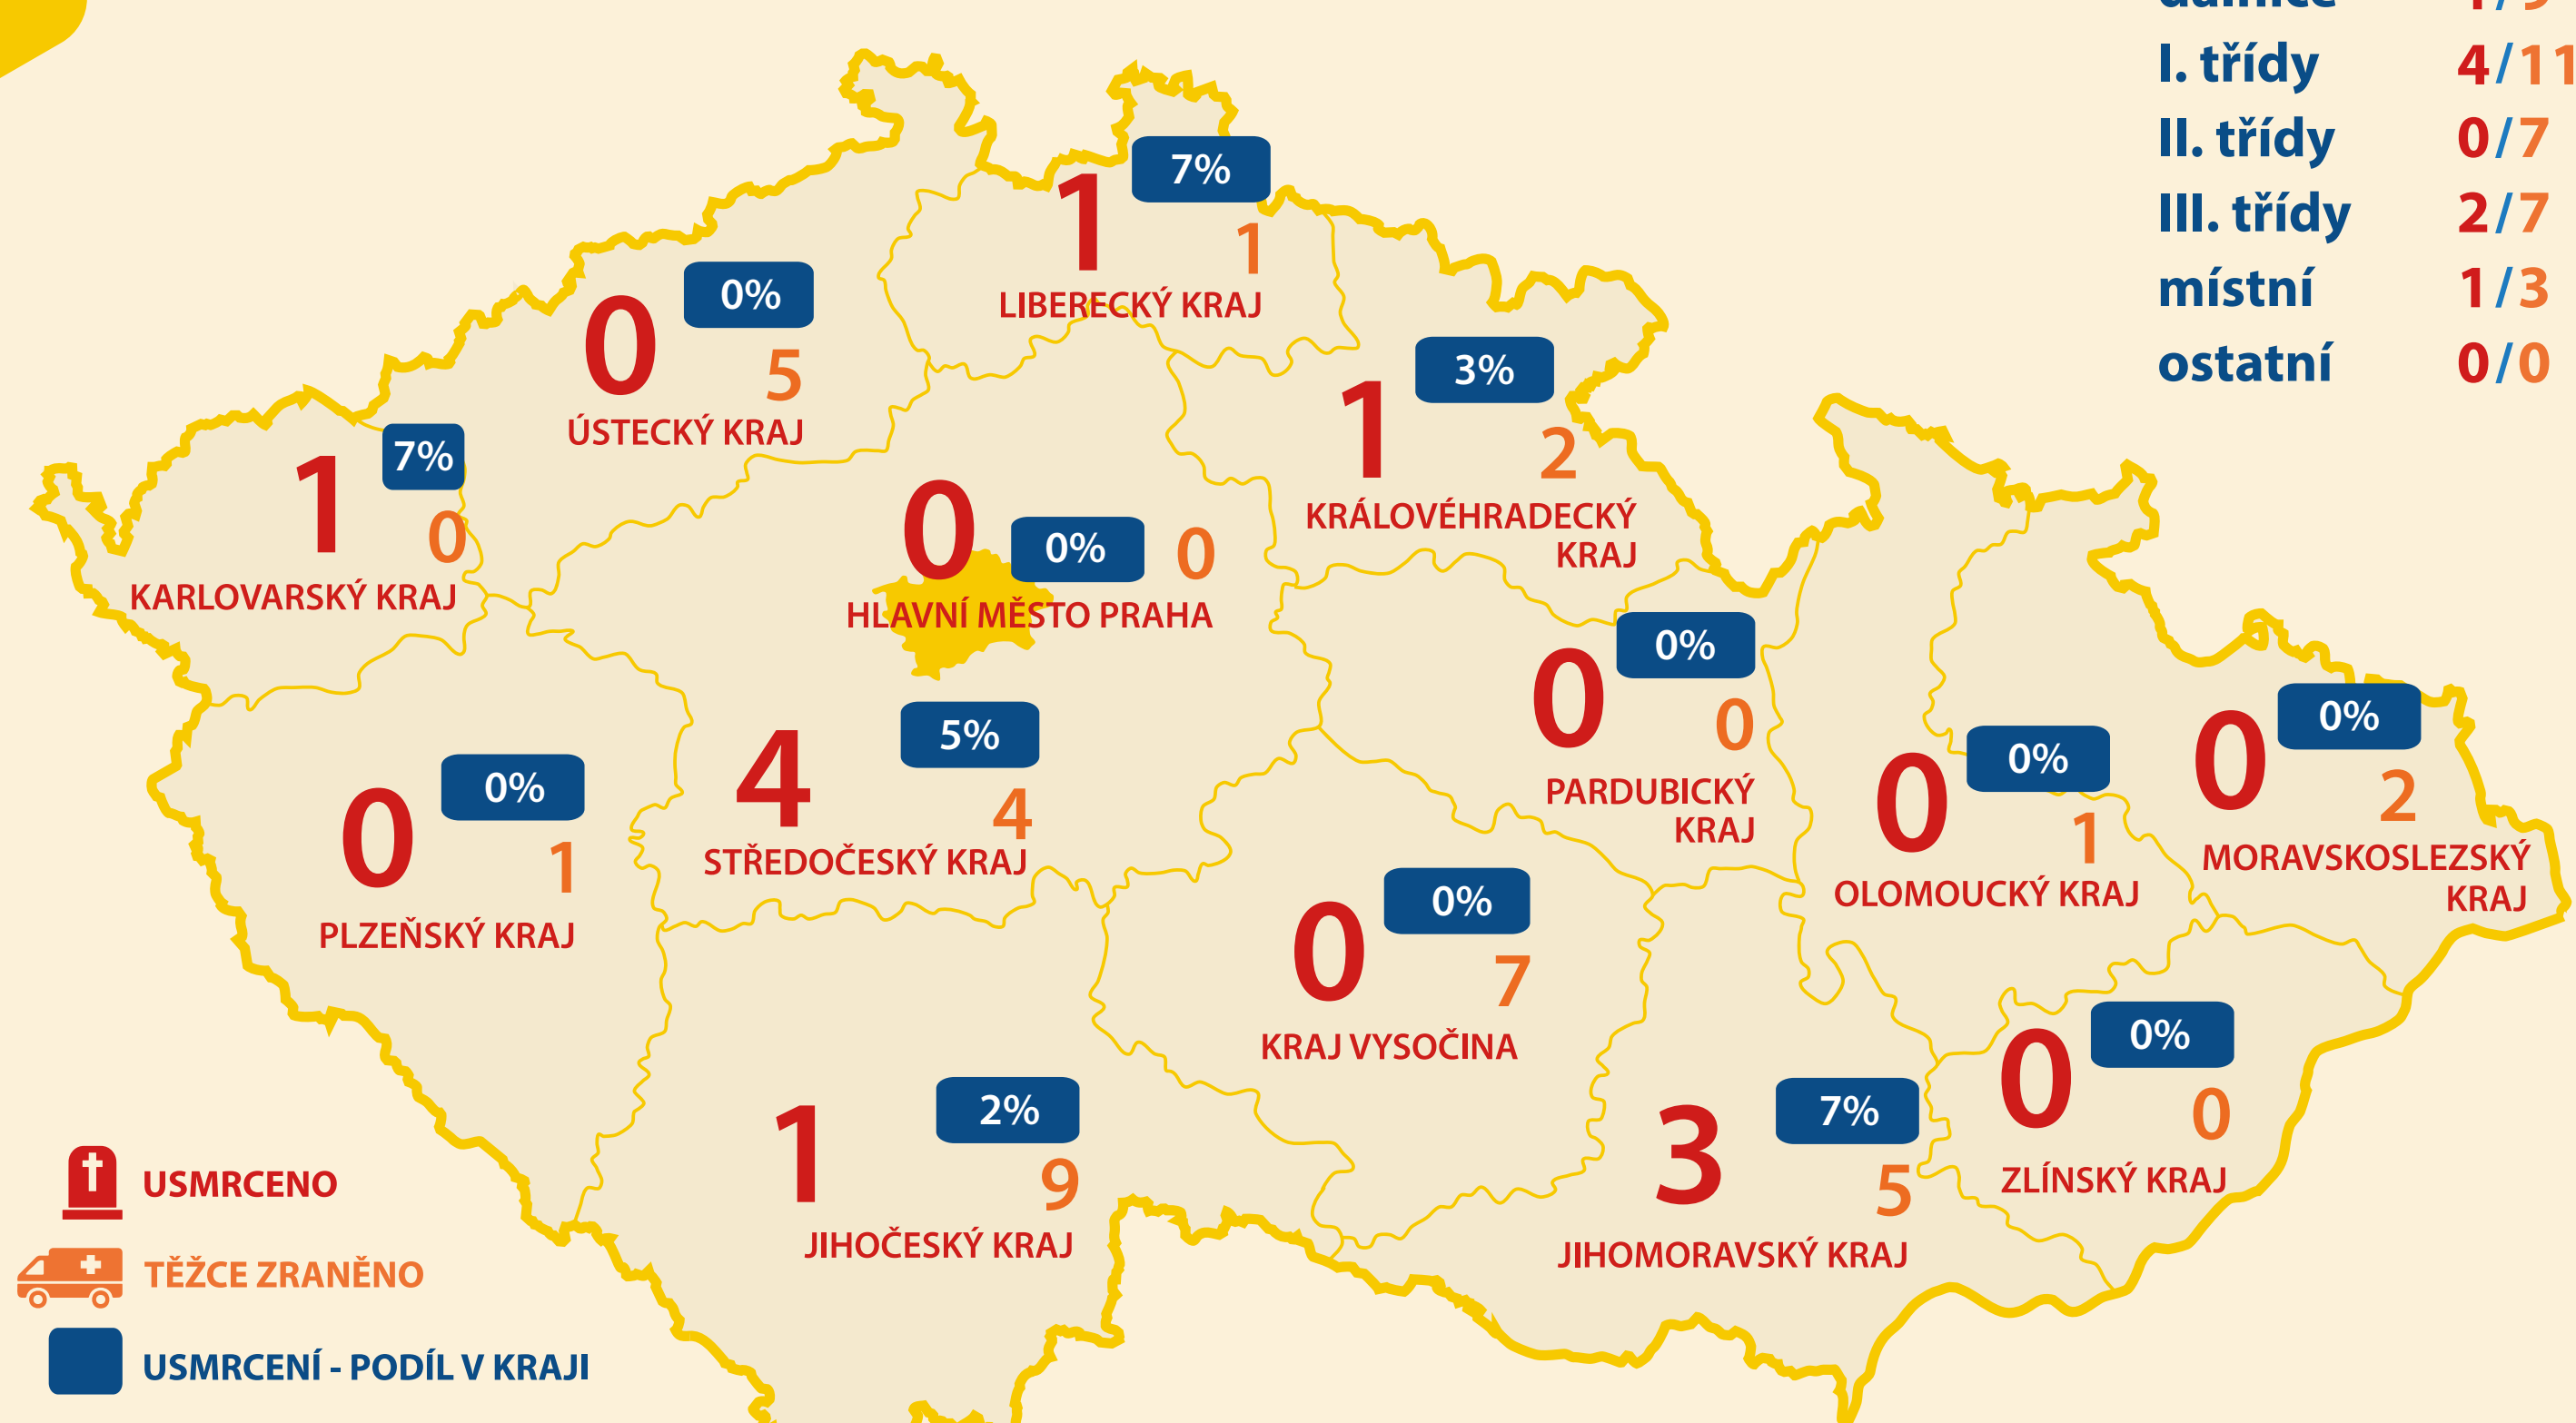 dálnice 4/9
I. třídy 4/11
II. třídy 0/7
III. třídy 2/7
místní 1/3
ostatní 0/0
1 7%
1
LIBERECKÝ KRAJ
0 0%
5
ÚSTECKÝ KRAJ
1 3%
2
KRÁLOVÉHRADECKÝ
KRAJ
1 7%
0
KARLOVARSKÝ KRAJ
0 0% 0
HLAVNÍ MĚSTO PRAHA
0 0%
0
PARDUBICKÝ
KRAJ
4 5%
4
STŘEDOČESKÝ KRAJ
0 0%
1
PLZEŇSKÝ KRAJ
0 0%
1
OLOMOUCKÝ KRAJ
0 0%
2
MORAVSKOSLEZSKÝ
KRAJ
0 0%
7
KRAJ VYSOČINA
1 2%
9
JIHOČESKÝ KRAJ
3 7%
5
JIHOMORAVSKÝ KRAJ
0 0%
0
ZLÍNSKÝ KRAJ
USMRCENO
TĚŽCE ZRANĚNO
USMRCENÍ - PODÍL V KRAJI